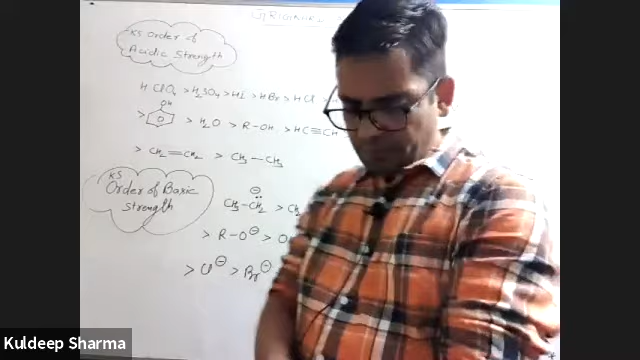 KS Order of
Acidic Strength
HClO₄ > H₂SO₄ > HI > HBr > HCl
OH
> > H₂O > R-OH > HC≡CH
> CH₂=CH₂ > CH₃-CH₃
KS
Order of Basic
strength
CH₃-CH₂⊖ >
> R-O⊖ >
> Cl⊖ > Br⊖
Kuldeep Sharma